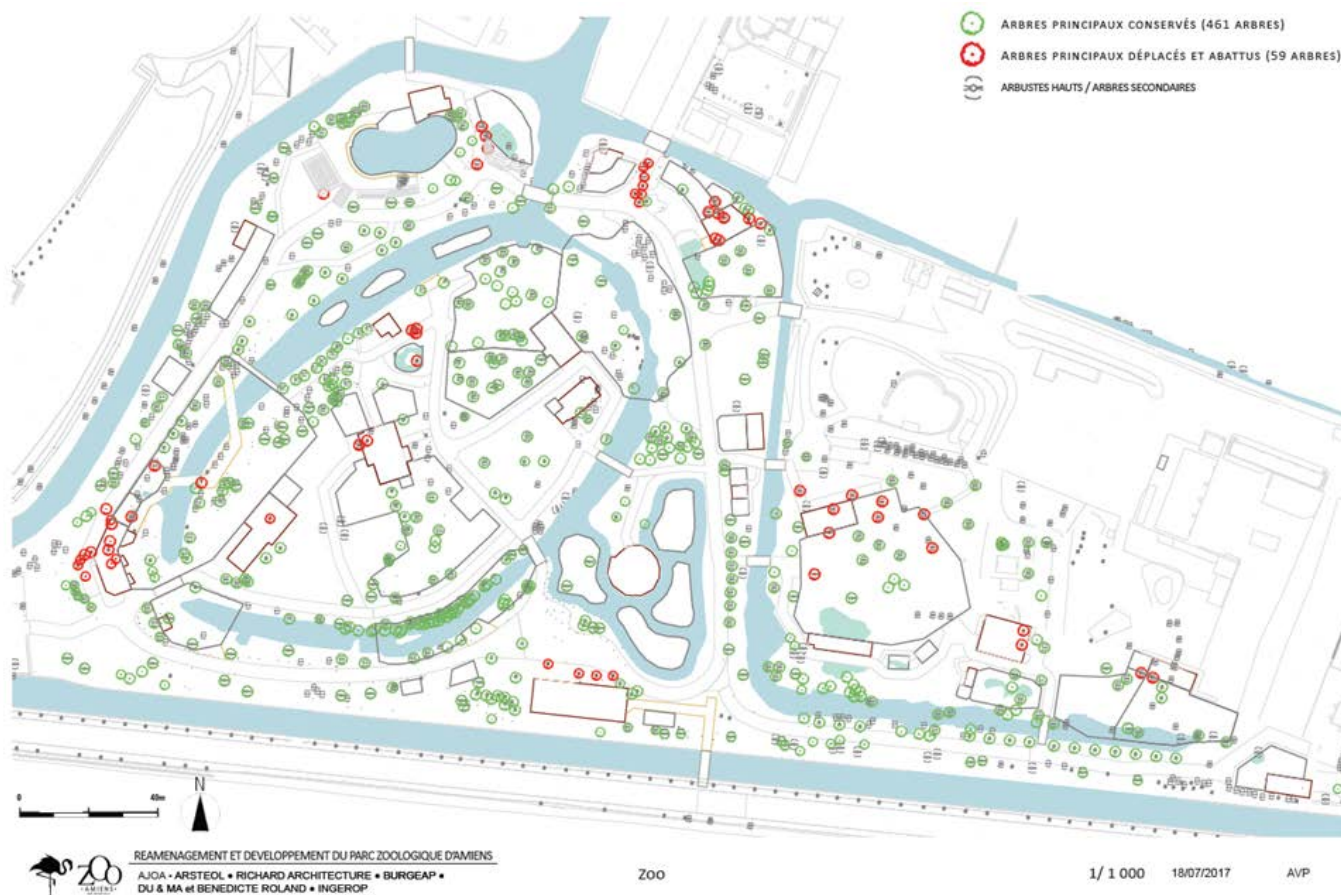 ARBRES PRINCIPAUX CONSERVÉS (461 ARBRES)
ARBRES PRINCIPAUX DÉPLACÉS ET ABATTUS (59 ARBRES)
ARBUSTES HAUTS / ARBRES SECONDAIRES
N
0 40m
REAMENAGEMENT ET DEVELOPPEMENT DU PARC ZOOLOGIQUE D'AMIENS
ZOO
AMIENS
AJOA - ARSTEOL • RICHARD ARCHITECTURE • BURGEAP •
DU & MA et BENEDICTE ROLAND • INGEROP
ZOO
1/ 1 000 18/07/2017 AVP